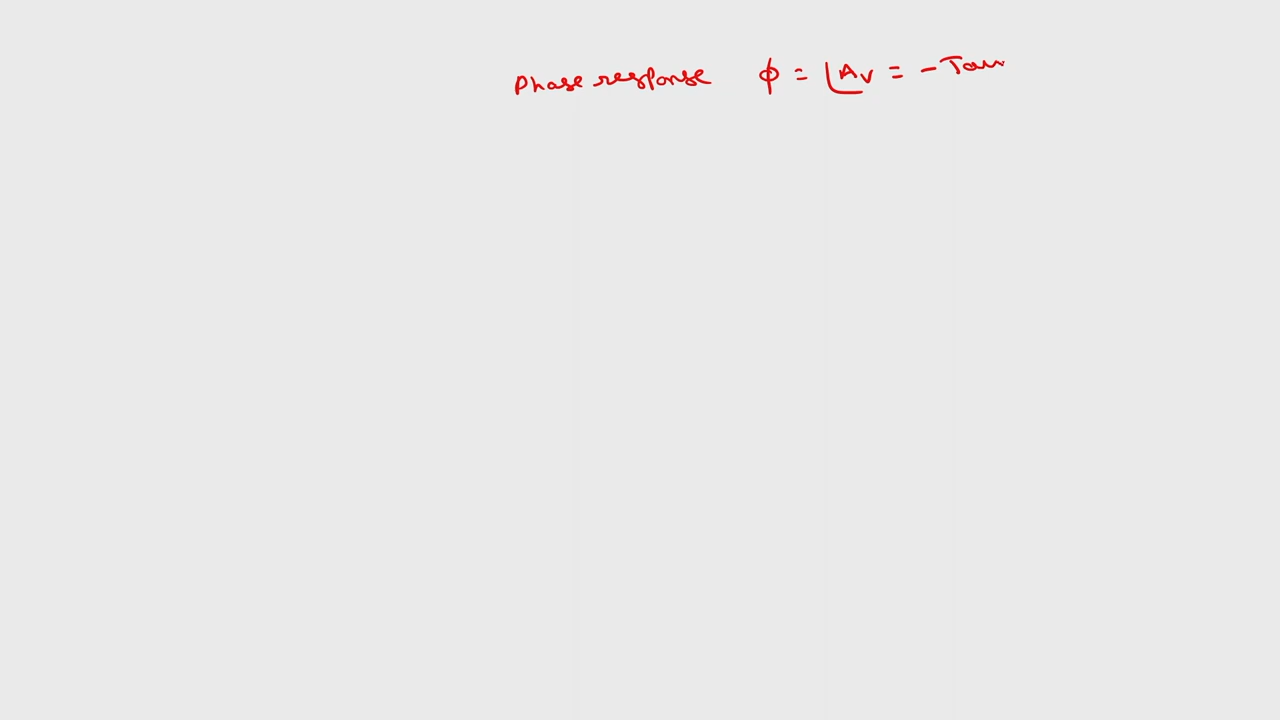 Phase response φ = ∠Av = - Tan